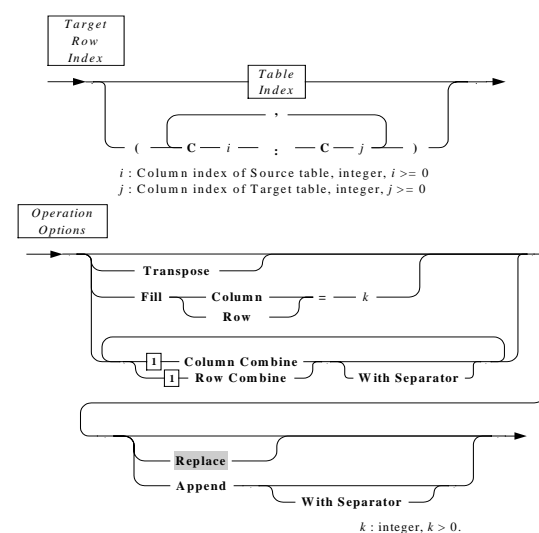 Target
Row
Index
Table
Index
,
( C i : C j )
i : Column index of Source table, integer, i >= 0
j : Column index of Target table, integer, j >= 0
Operation
Options
Transpose
Fill Column = k
Row
1 Column Combine
1 Row Combine With Separator
Replace
Append
With Separator
k : integer, k > 0.